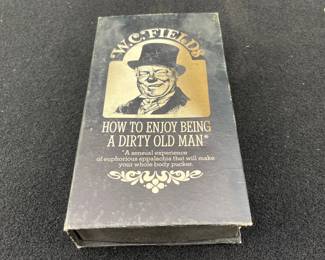 "W.C. FIELDS
HOW TO ENJOY BEING
A DIRTY OLD MAN"
"A sensual experience
of euphorious eppalachia that will make
your whole body pucker.